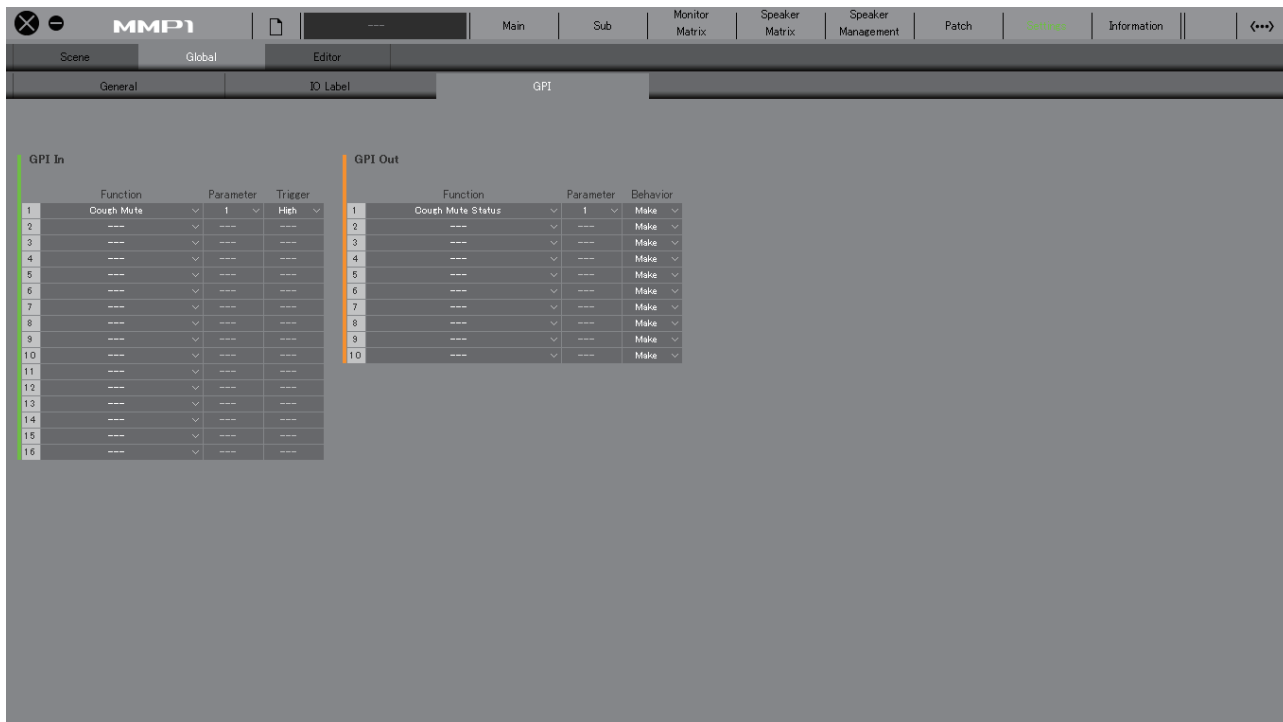 MMP1 --- Main Sub Monitor Matrix Speaker Matrix Speaker Management Patch Settings Information
Scene Global Editor
General IO Label GPI
GPI In GPI Out
Function Parameter Trigger Function Parameter Behavior
1 Cough Mute 1 High 1 Cough Mute Status 1 Make
2 --- --- --- 2 --- --- Make
3 --- --- --- 3 --- --- Make
4 --- --- --- 4 --- --- Make
5 --- --- --- 5 --- --- Make
6 --- --- --- 6 --- --- Make
7 --- --- --- 7 --- --- Make
8 --- --- --- 8 --- --- Make
9 --- --- --- 9 --- --- Make
10 --- --- --- 10 --- --- Make
11 --- --- ---
12 --- --- ---
13 --- --- ---
14 --- --- ---
15 --- --- ---
16 --- --- ---